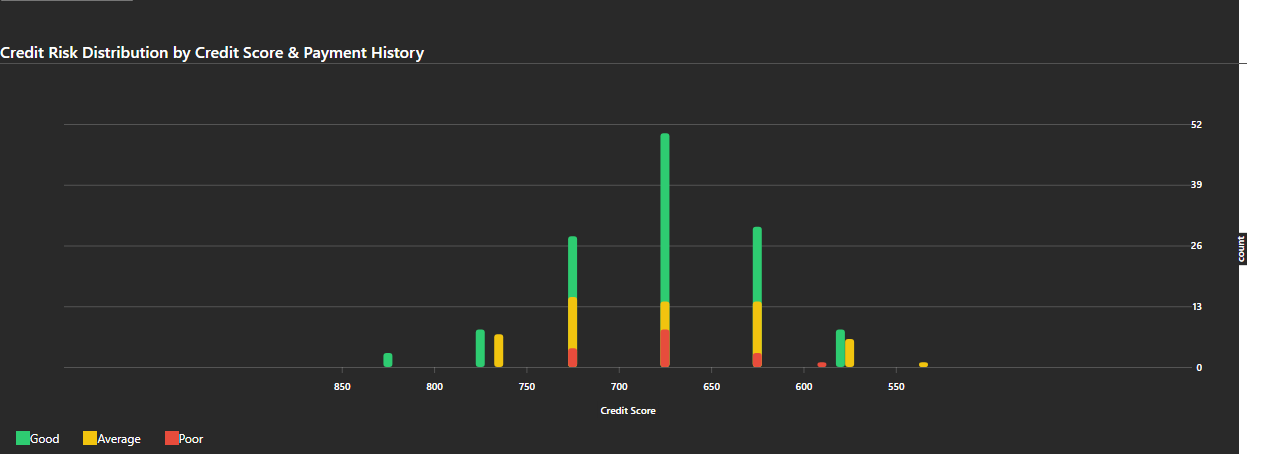 Credit Risk Distribution by Credit Score & Payment History
52
39
26
13
0
count
850 800 750 700 650 600 550
Credit Score
Good Average Poor